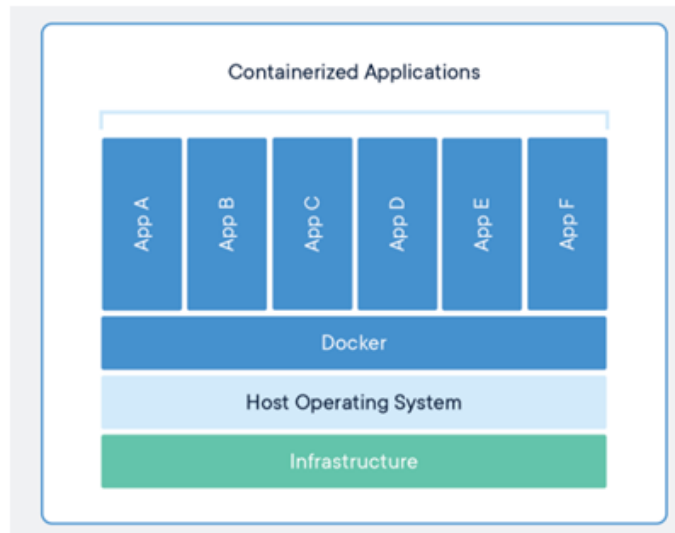 Containerized Applications
App A
App B
App C
App D
App E
App F
Docker
Host Operating System
Infrastructure